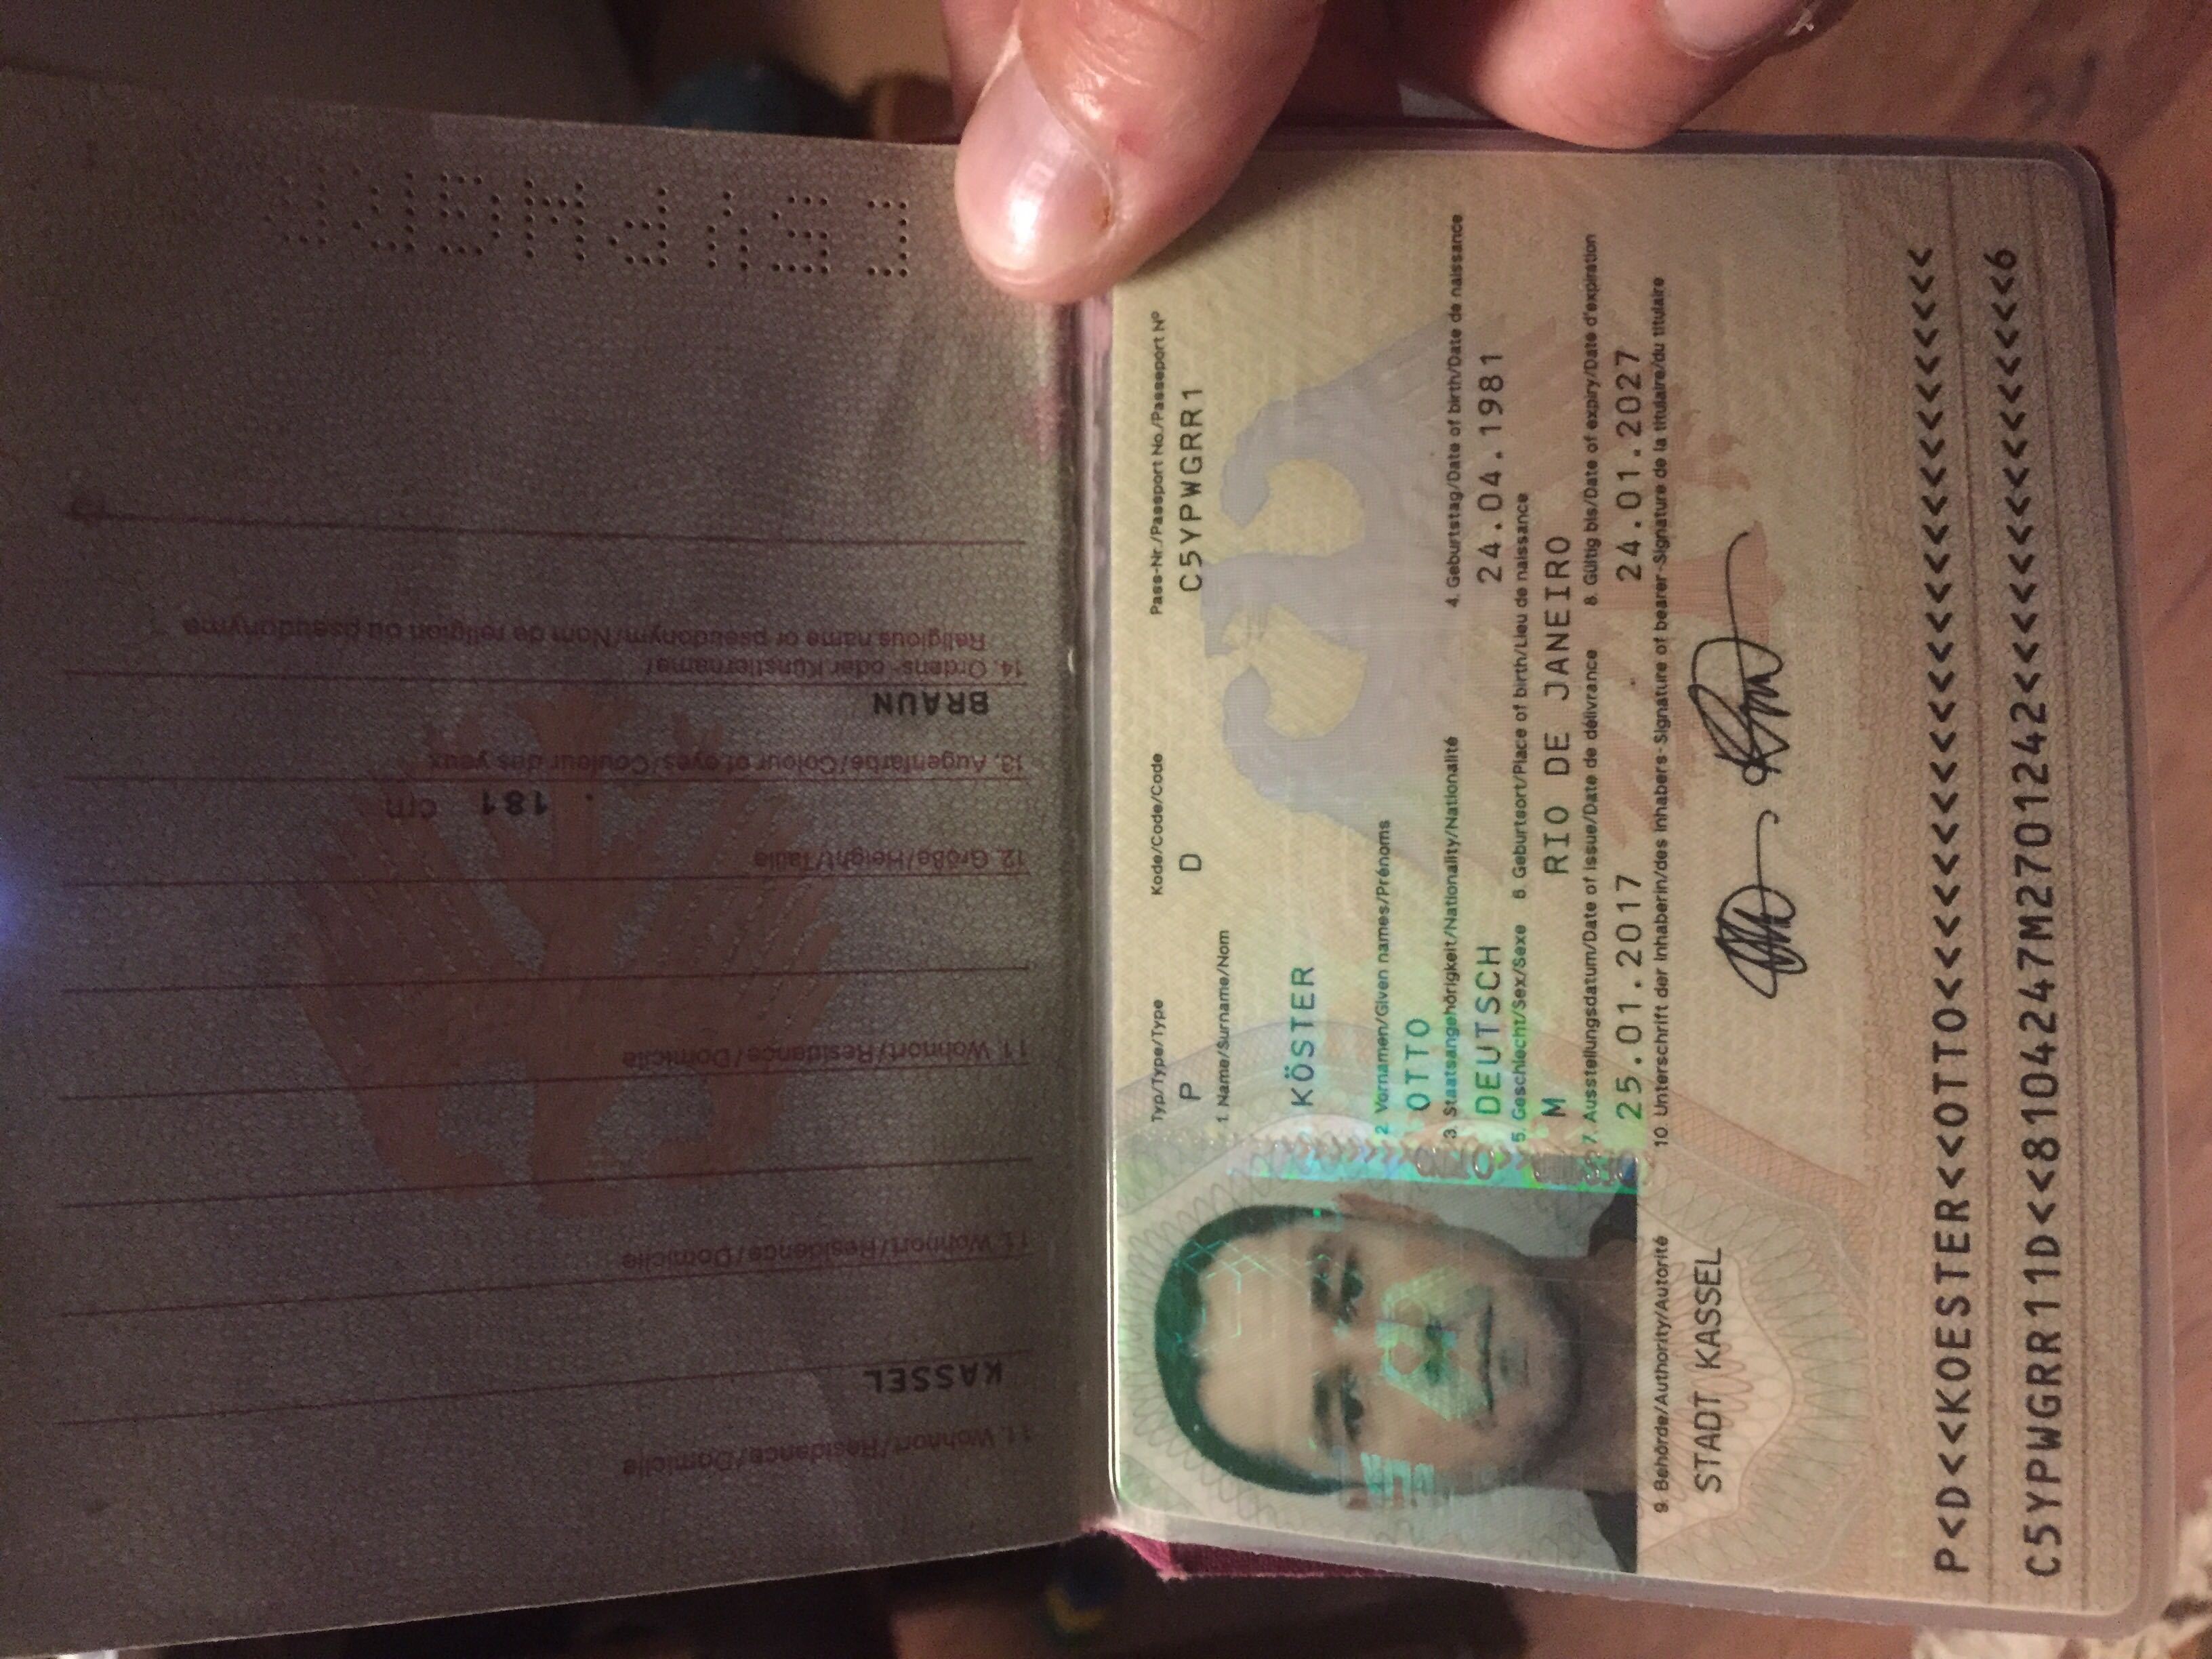 11. Wohnort/Residence/Domicile
KASSEL
11. Wohnort/Residence/Domicile
11. Wohnort/Residence/Domicile
12. Größe/Height/Taille
181 cm
13. Augenfarbe/Colour of eyes/Couleur des yeux
BRAUN
14. Ordens- oder Künstlername/
Religious name or pseudonym/Nom de religion ou pseudonyme
Typ/Type/Type Kode/Code/Code Pass-Nr./Passport No./Passeport Nº
P D C5YPWGRR1
1. Name/Surname/Nom
KÖSTER
2. Vornamen/Given names/Prénoms
OTTO
3. Staatsangehörigkeit/Nationality/Nationalité 4. Geburtstag/Date of birth/Date de naissance
DEUTSCH 24.04.1981
5. Geschlecht/Sex/Sexe 6. Geburtsort/Place of birth/Lieu de naissance
M RIO DE JANEIRO
7. Ausstellungsdatum/Date of issue/Date de délivrance 8. Gültig bis/Date of expiry/Date d'expiration
25.01.2017 24.01.2027
9. Behörde/Authority/Autorité 10. Unterschrift der Inhaberin/des Inhabers-Signature of bearer-Signature de la titulaire/du titulaire
STADT KASSEL
P<D<<KOESTER<<OTTO<<<<<<<<<<<<<<<<<<<<<<<<<<
C5YPWGRR11D<<8104247M2701242<<<<<<<<<<<<<<<6